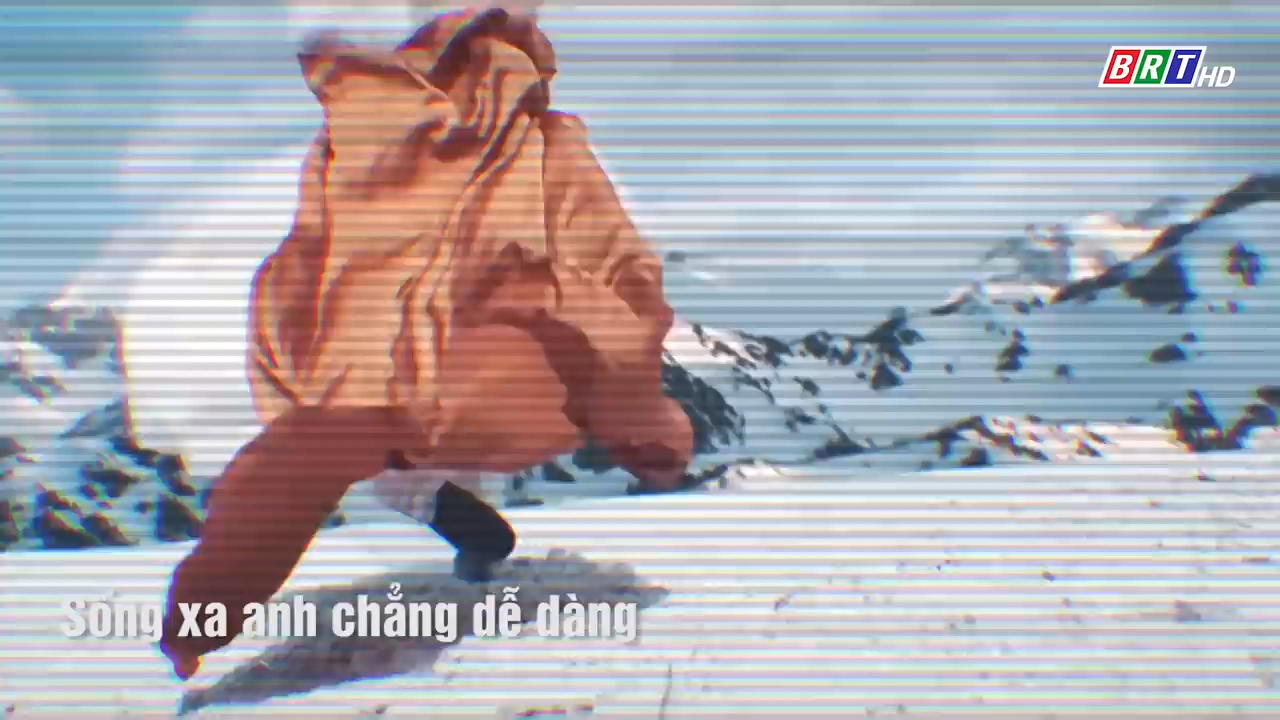 BRT HD
Sống xa anh chẳng dễ dàng